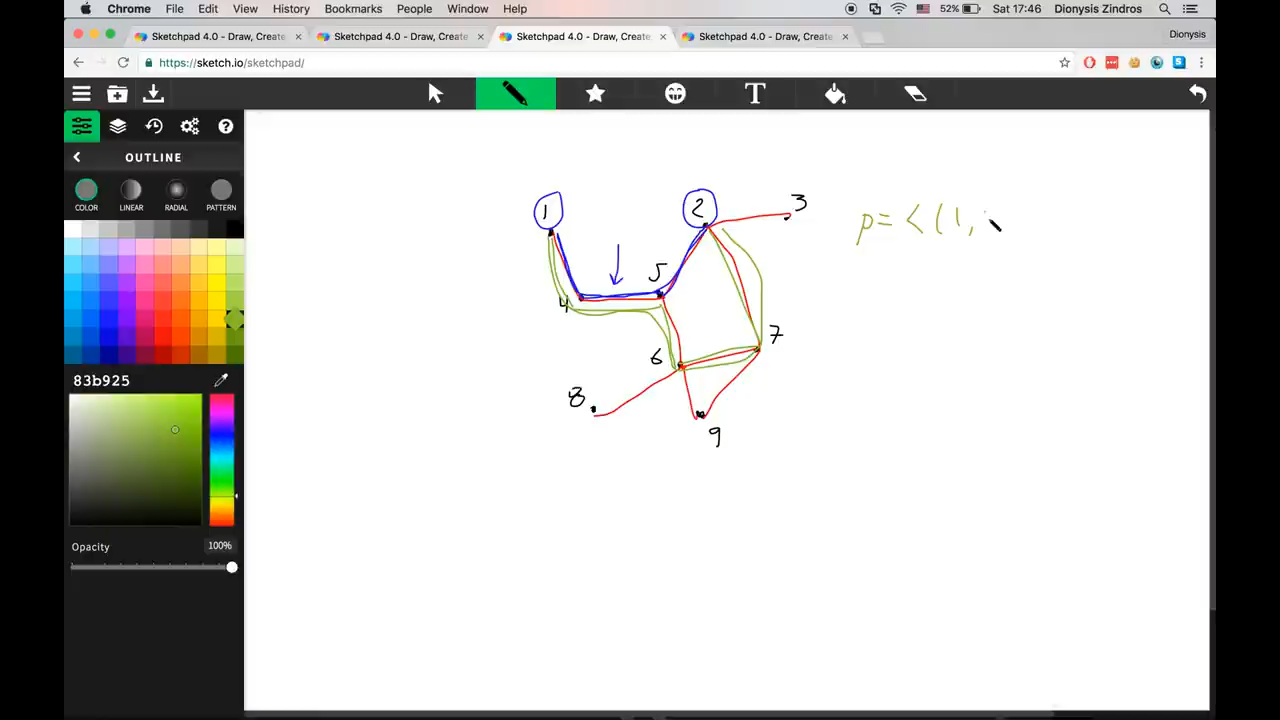 Chrome File Edit View History Bookmarks People Window Help 52% Sat 17:46 Dionysis Zindros
Sketchpad 4.0 - Draw, Create Sketchpad 4.0 - Draw, Create Sketchpad 4.0 - Draw, Create Sketchpad 4.0 - Draw, Create Dionysis
https://sketch.io/sketchpad/
T
OUTLINE
COLOR LINEAR RADIAL PATTERN
83b925
Opacity 100%
1 2 3
p = < (1,
5
4
7
6
8
9